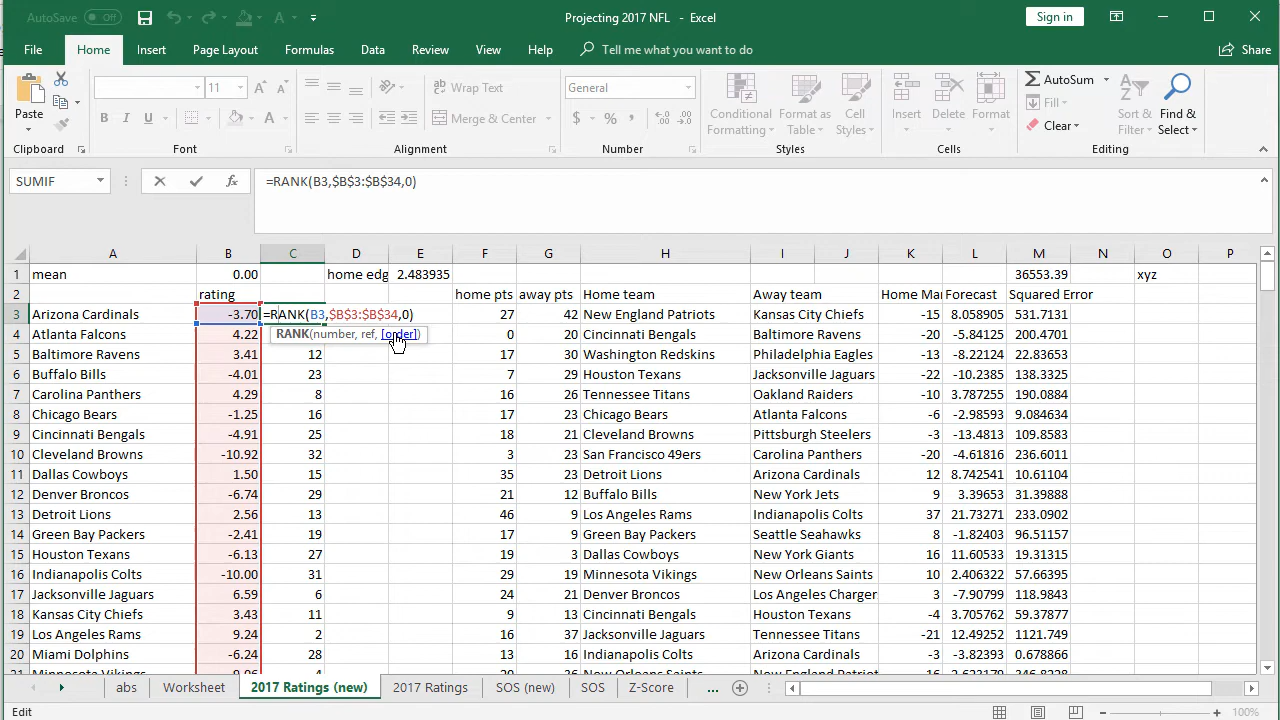 AutoSave Off Projecting 2017 NFL - Excel Sign in
File Home Insert Page Layout Formulas Data Review View Help Tell me what you want to do Share
Paste 11 General AutoSum
Wrap Text Fill
Merge & Center Clear
Conditional Formatting Format as Table Cell Styles Insert Delete Format Sort & Filter Find & Select
Clipboard Font Alignment Number Styles Cells Editing
SUMIF =RANK(B3,$B$3:$B$34,0)
A B C D E F G H I J K L M N O P
1 mean 0.00 home edg 2.483935 36553.39 xyz
2 rating home pts away pts Home team Away team Home Mar Forecast Squared Error
3 Arizona Cardinals -3.70 =RANK(B3,$B$3:$B$34,0) 27 42 New England Patriots Kansas City Chiefs -15 8.058905 531.7131
4 Atlanta Falcons 4.22 RANK(number, ref, [order]) 0 20 Cincinnati Bengals Baltimore Ravens -20 -5.84125 200.4701
5 Baltimore Ravens 3.41 12 17 30 Washington Redskins Philadelphia Eagles -13 -8.22124 22.83653
6 Buffalo Bills -4.01 23 7 29 Houston Texans Jacksonville Jaguars -22 -10.2385 138.3325
7 Carolina Panthers 4.29 8 16 26 Tennessee Titans Oakland Raiders -10 3.787255 190.0884
8 Chicago Bears -1.25 16 17 23 Chicago Bears Atlanta Falcons -6 -2.98593 9.084634
9 Cincinnati Bengals -4.91 25 18 21 Cleveland Browns Pittsburgh Steelers -3 -13.4813 109.8583
10 Cleveland Browns -10.92 32 3 23 San Francisco 49ers Carolina Panthers -20 -4.61816 236.6011
11 Dallas Cowboys 1.50 15 35 23 Detroit Lions Arizona Cardinals 12 8.742541 10.61104
12 Denver Broncos -6.74 29 21 12 Buffalo Bills New York Jets 9 3.39653 31.39888
13 Detroit Lions 2.56 13 46 9 Los Angeles Rams Indianapolis Colts 37 21.73271 233.0902
14 Green Bay Packers -2.41 19 17 9 Green Bay Packers Seattle Seahawks 8 -1.82403 96.51157
15 Houston Texans -6.13 27 19 3 Dallas Cowboys New York Giants 16 11.60533 19.31315
16 Indianapolis Colts -10.00 31 29 19 Minnesota Vikings New Orleans Saints 10 2.406322 57.66395
17 Jacksonville Jaguars 6.59 6 24 21 Denver Broncos Los Angeles Charger 3 -7.90799 118.9843
18 Kansas City Chiefs 3.43 11 9 13 Cincinnati Bengals Houston Texans -4 3.705762 59.37877
19 Los Angeles Rams 9.24 2 16 37 Jacksonville Jaguars Tennessee Titans -21 12.49252 1121.749
20 Miami Dolphins -6.24 28 13 16 Indianapolis Colts Arizona Cardinals -3 -3.82393 0.678866
abs Worksheet 2017 Ratings (new) 2017 Ratings SOS (new) SOS Z-Score ...
Edit 100%